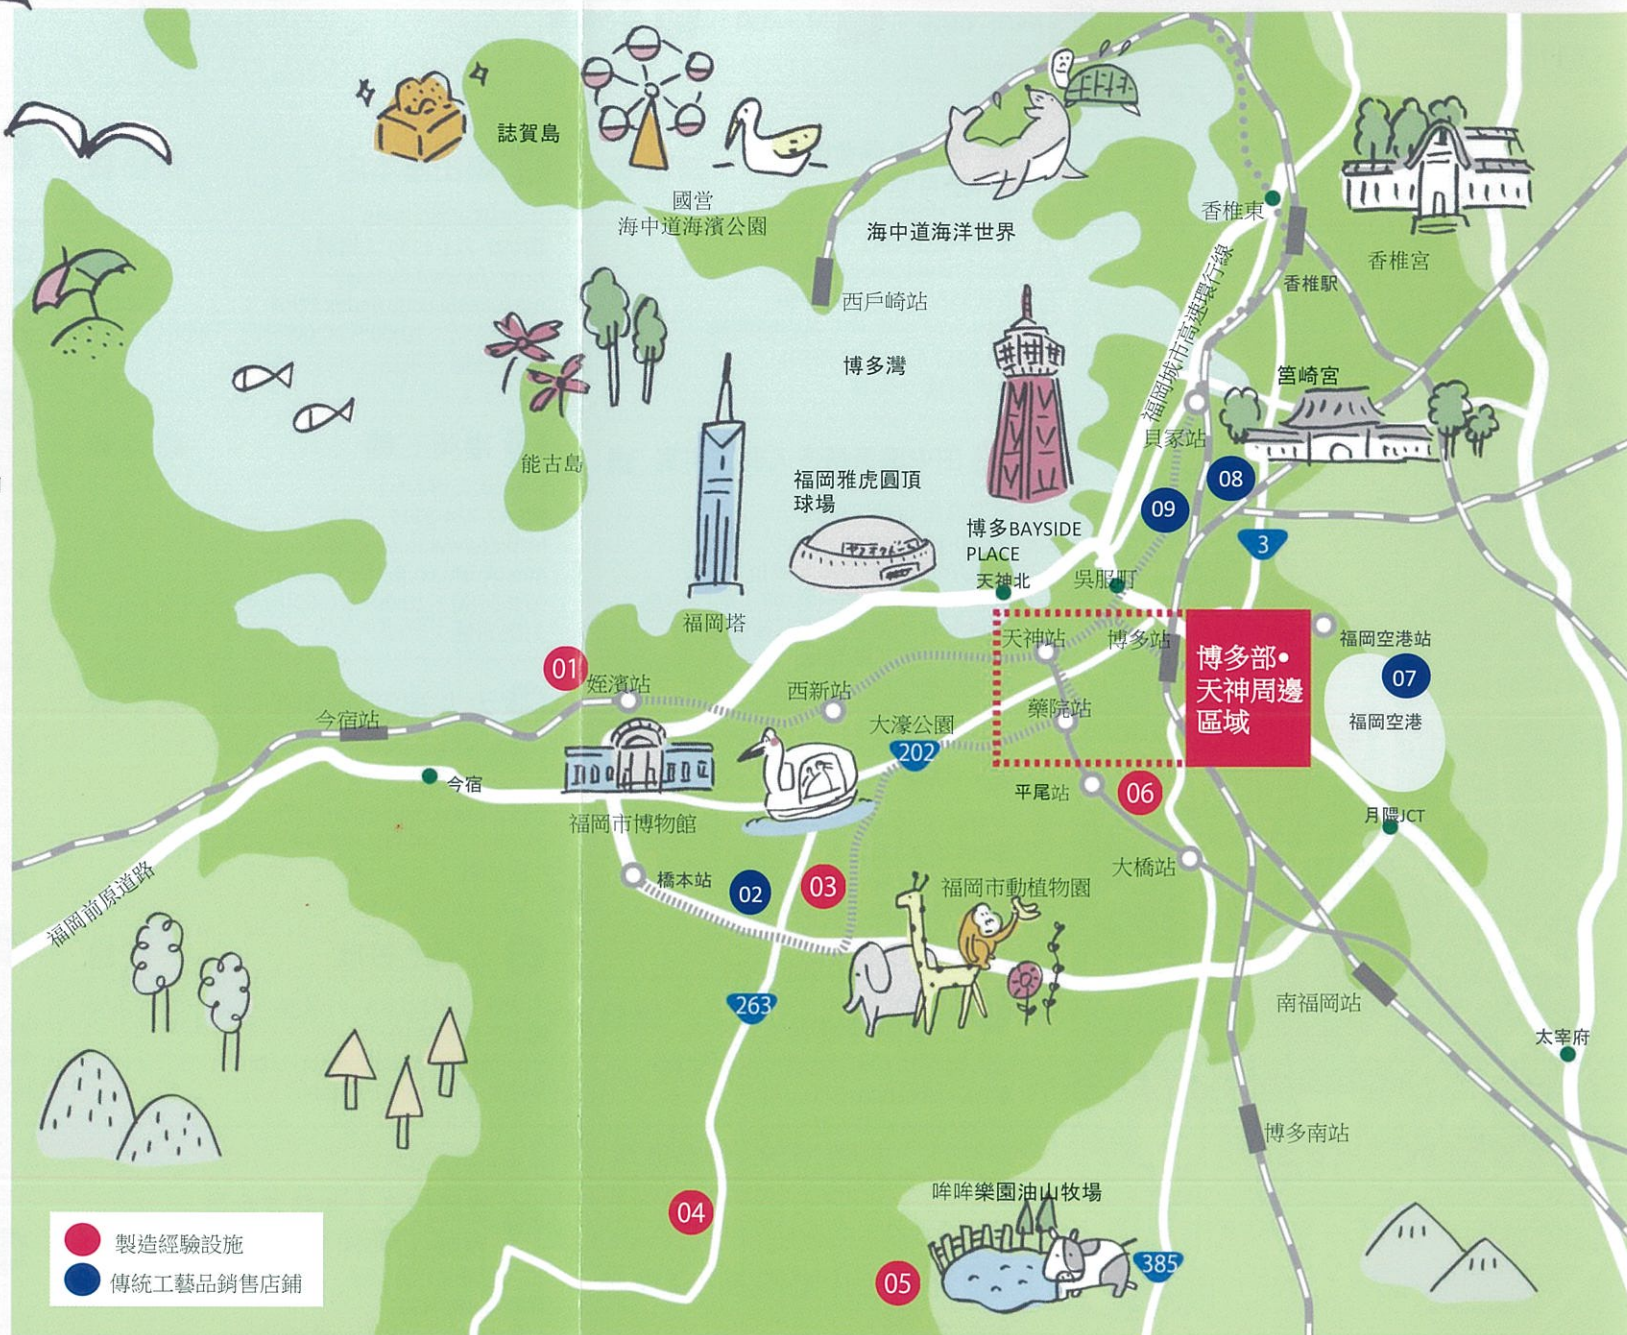 誌賀島
國営
海中道海濱公園
海中道海洋世界
香椎東
香椎宮
香椎駅
西戶崎站
福岡城市高速環行線
博多灣
筥崎宮
貝冢站
能古島
福岡雅虎圓頂
球場
08
09
博多BAYSIDE
PLACE
3
天神北
吳服町
福岡塔
天神站
博多站
福岡空港站
博多部•
天神周邊
區域
01
姪濱站
西新站
07
今宿站
藥院站
大濠公園
福岡空港
202
今宿
平尾站
06
福岡市博物館
月隈JCT
大橋站
橋本站
02
03
福岡市動植物園
福岡前原道路
263
南福岡站
太宰府
博多南站
哞哞樂園油山牧場
04
385
05
製造經驗設施
傳統工藝品銷售店鋪